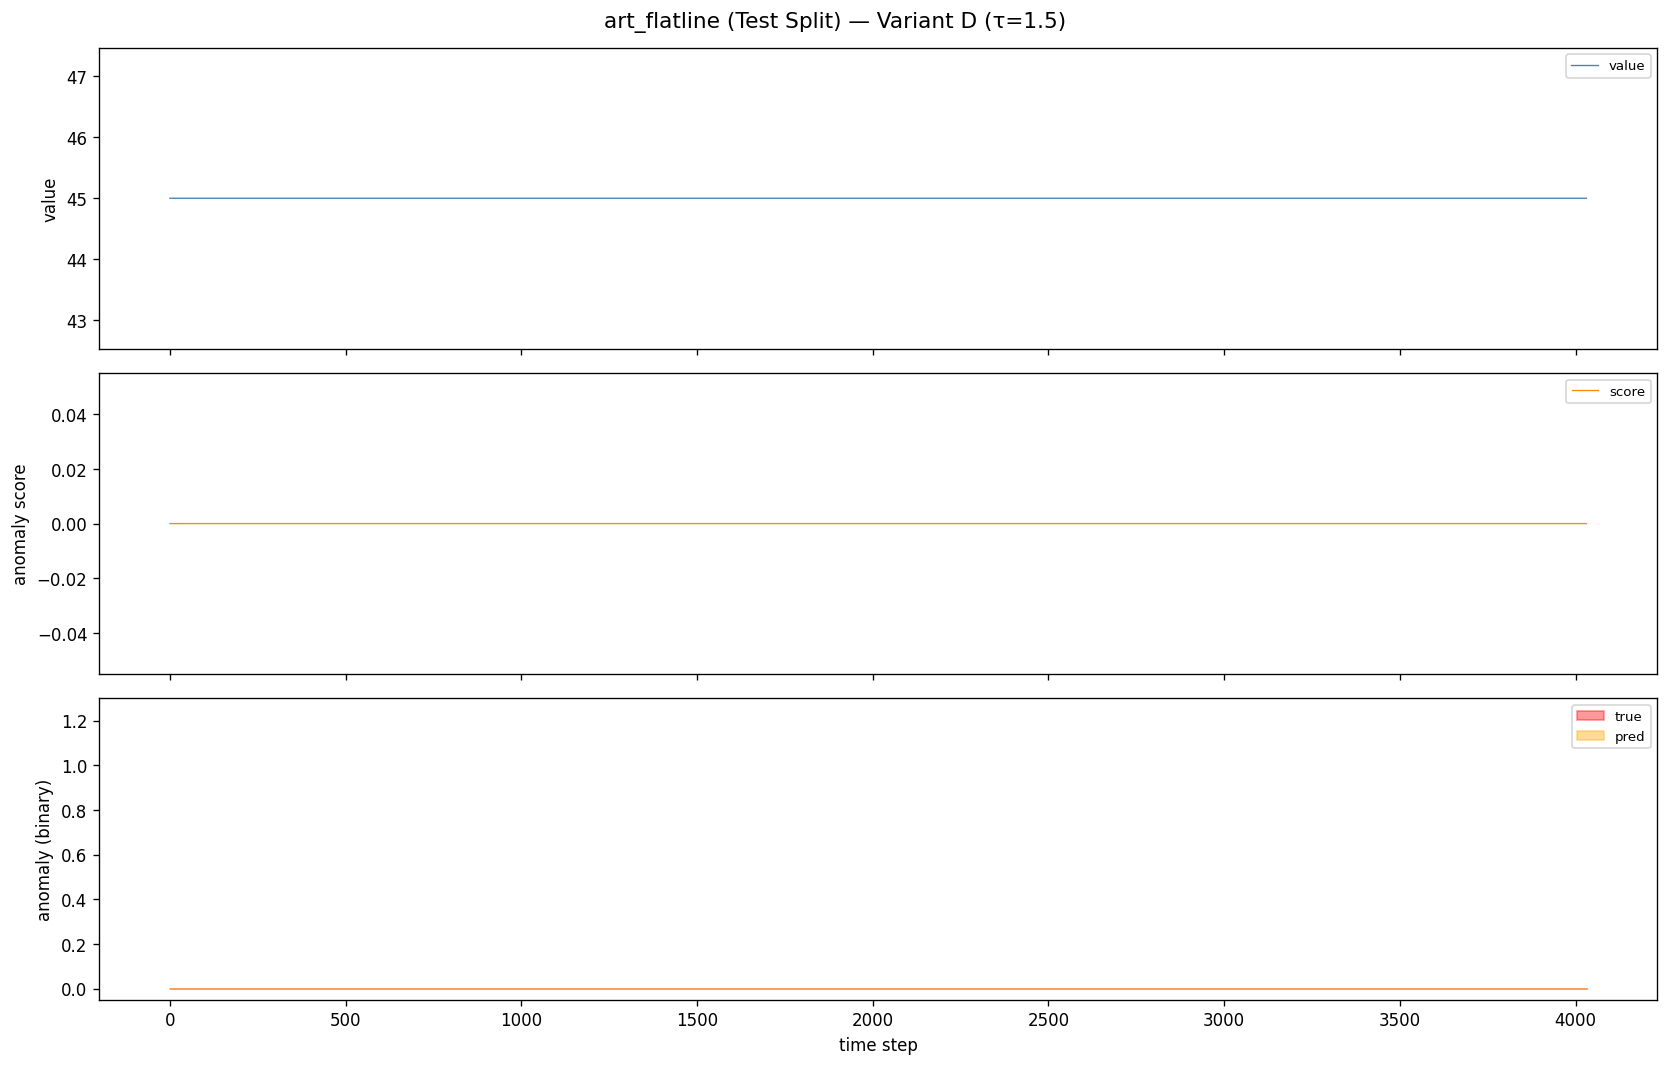 art_flatline (Test Split) — Variant D (τ=1.5)
value
47
46
45
44
43
value
score
0.04
0.02
0.00
−0.02
−0.04
anomaly score
true
pred
1.2
1.0
0.8
0.6
0.4
0.2
0.0
anomaly (binary)
0 500 1000 1500 2000 2500 3000 3500 4000
time step